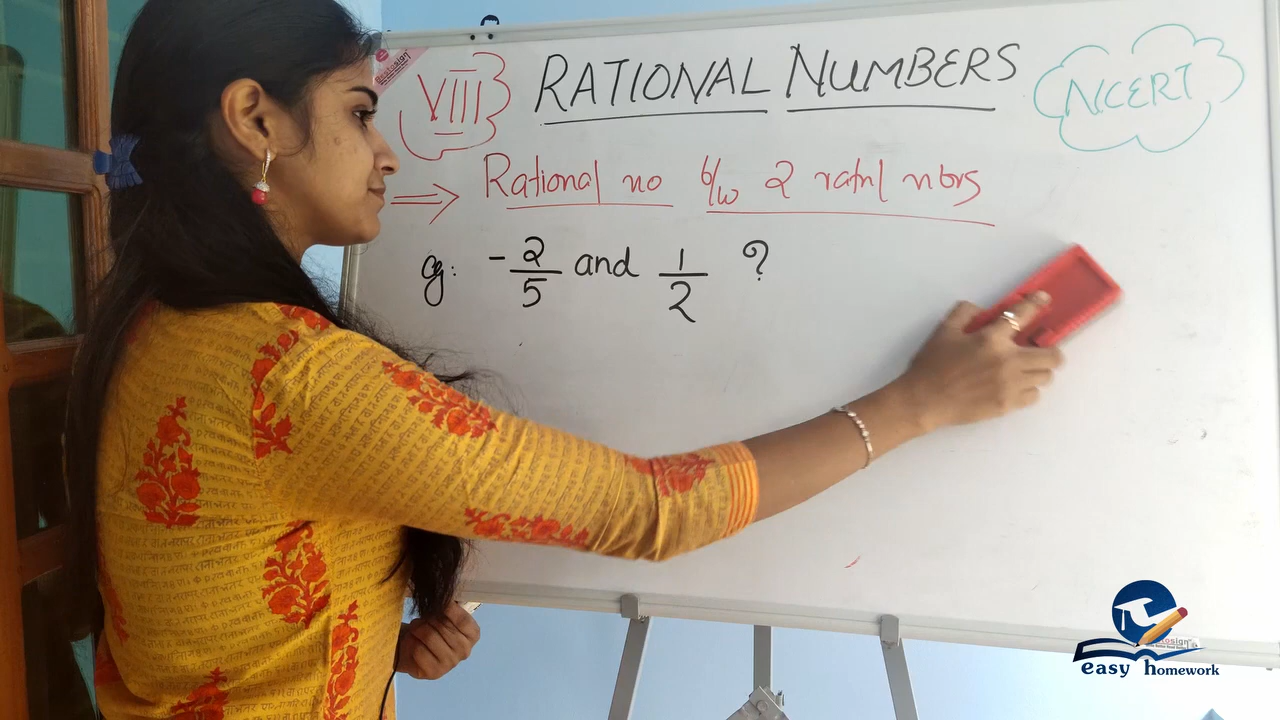 VIII
RATIONAL NUMBERS
NCERT
⇒ Rational no b/w 2 ratnl nbrs
eg: -2/5 and 1/2 ?
easy homework